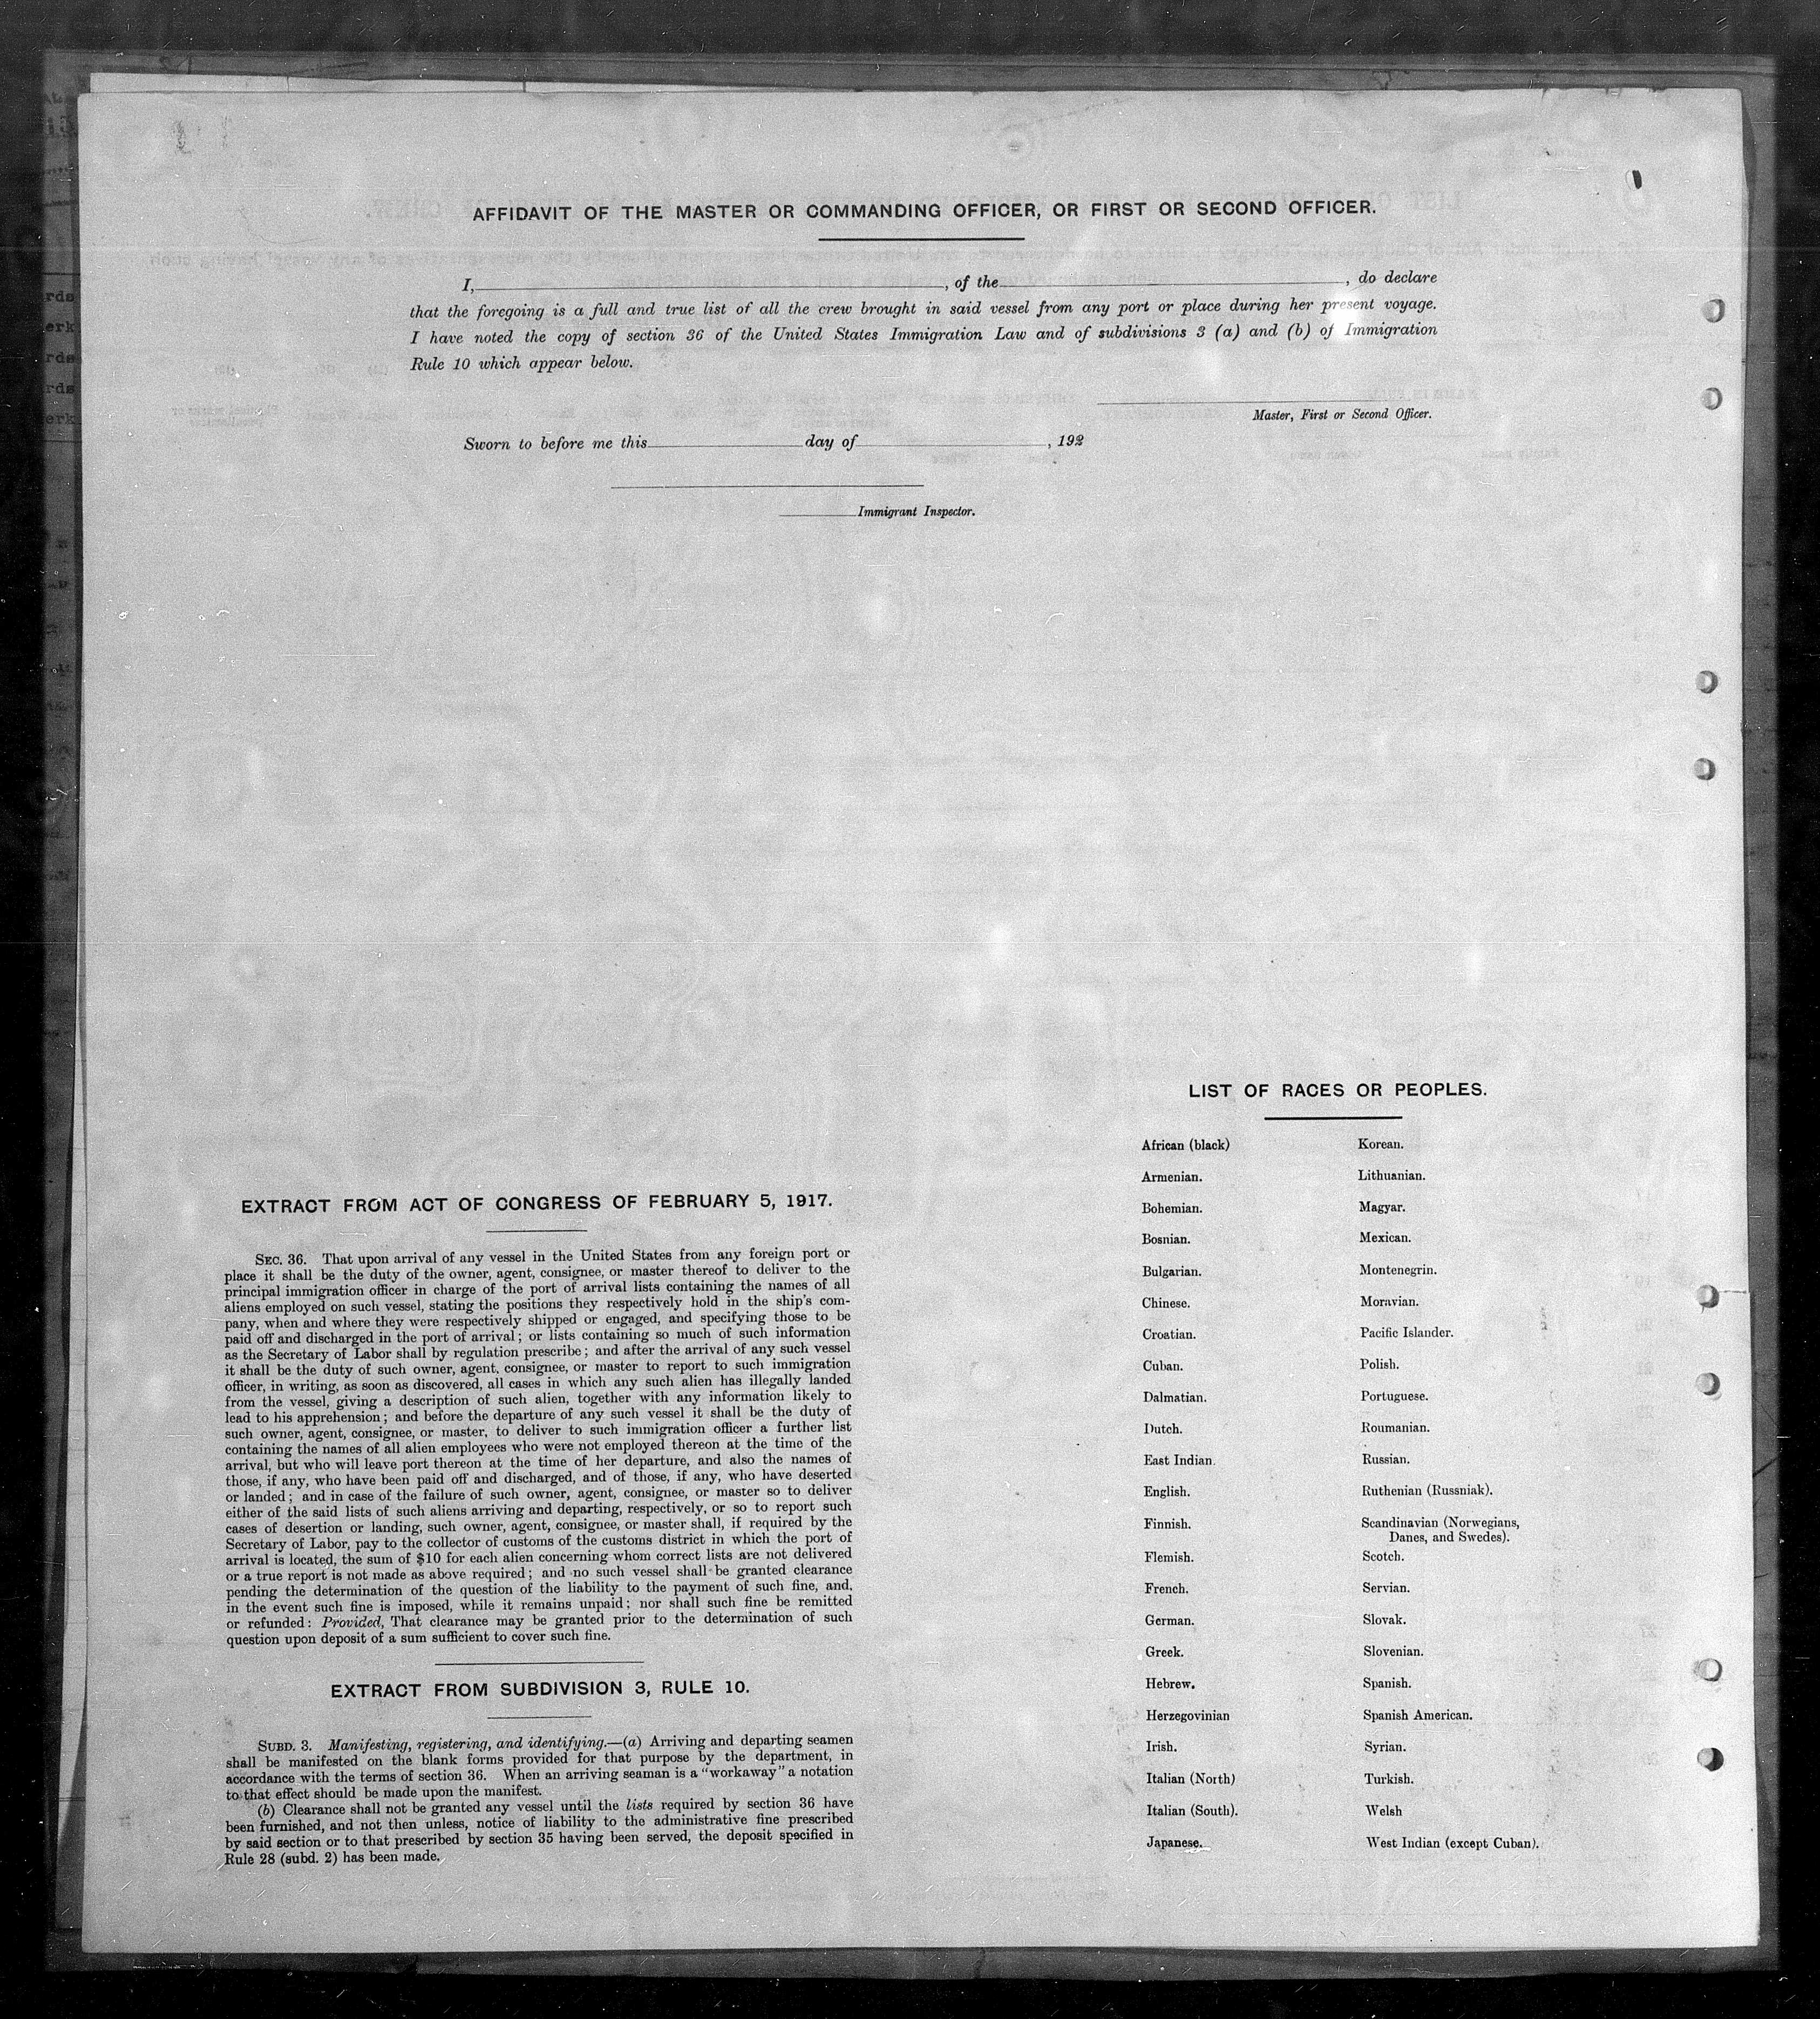 AFFIDAVIT OF THE MASTER OR COMMANDING OFFICER, OR FIRST OR SECOND OFFICER.
I, , of the , do declare
that the foregoing is a full and true list of all the crew brought in said vessel from any port or place during her present voyage.
I have noted the copy of section 36 of the United States Immigration Law and of subdivisions 3 (a) and (b) of Immigration
Rule 10 which appear below.
Master, First or Second Officer.
Sworn to before me this day of , 192
Immigrant Inspector.
EXTRACT FROM ACT OF CONGRESS OF FEBRUARY 5, 1917.
SEC. 36. That upon arrival of any vessel in the United States from any foreign port or
place it shall be the duty of the owner, agent, consignee, or master thereof to deliver to the
principal immigration officer in charge of the port of arrival lists containing the names of all
aliens employed on such vessel, stating the positions they respectively hold in the ship's com-
pany, when and where they were respectively shipped or engaged, and specifying those to be
paid off and discharged in the port of arrival; or lists containing so much of such information
as the Secretary of Labor shall by regulation prescribe; and after the arrival of any such vessel
it shall be the duty of such owner, agent, consignee, or master to report to such immigration
officer, in writing, as soon as discovered, all cases in which any such alien has illegally landed
from the vessel, giving a description of such alien, together with any information likely to
lead to his apprehension; and before the departure of any such vessel it shall be the duty of
such owner, agent, consignee, or master, to deliver to such immigration officer a further list
containing the names of all alien employees who were not employed thereon at the time of the
arrival, but who will leave port thereon at the time of her departure, and also the names of
those, if any, who have been paid off and discharged, and of those, if any, who have deserted
or landed; and in case of the failure of such owner, agent, consignee, or master so to deliver
either of the said lists of such aliens arriving and departing, respectively, or so to report such
cases of desertion or landing, such owner, agent, consignee, or master shall, if required by the
Secretary of Labor, pay to the collector of customs of the customs district in which the port of
arrival is located, the sum of $10 for each alien concerning whom correct lists are not delivered
or a true report is not made as above required; and no such vessel shall be granted clearance
pending the determination of the question of the liability to the payment of such fine, and,
in the event such fine is imposed, while it remains unpaid; nor shall such fine be remitted
or refunded: Provided, That clearance may be granted prior to the determination of such
question upon deposit of a sum sufficient to cover such fine.
EXTRACT FROM SUBDIVISION 3, RULE 10.
SUBD. 3. Manifesting, registering, and identifying.—(a) Arriving and departing seamen
shall be manifested on the blank forms provided for that purpose by the department, in
accordance with the terms of section 36. When an arriving seaman is a "workaway" a notation
to that effect should be made upon the manifest.
(b) Clearance shall not be granted any vessel until the lists required by section 36 have
been furnished, and not then unless, notice of liability to the administrative fine prescribed
by said section or to that prescribed by section 35 having been served, the deposit specified in
Rule 28 (subd. 2) has been made.
LIST OF RACES OR PEOPLES.
African (black)
Armenian.
Bohemian.
Bosnian.
Bulgarian.
Chinese.
Croatian.
Cuban.
Dalmatian.
Dutch.
East Indian.
English.
Finnish.
Flemish.
French.
German.
Greek.
Hebrew.
Herzegovinian
Irish.
Italian (North)
Italian (South).
Japanese.
Korean.
Lithuanian.
Magyar.
Mexican.
Montenegrin.
Moravian.
Pacific Islander.
Polish.
Portuguese.
Roumanian.
Russian.
Ruthenian (Russniak).
Scandinavian (Norwegians,
Danes, and Swedes).
Scotch.
Servian.
Slovak.
Slovenian.
Spanish.
Spanish American.
Syrian.
Turkish.
Welsh
West Indian (except Cuban).